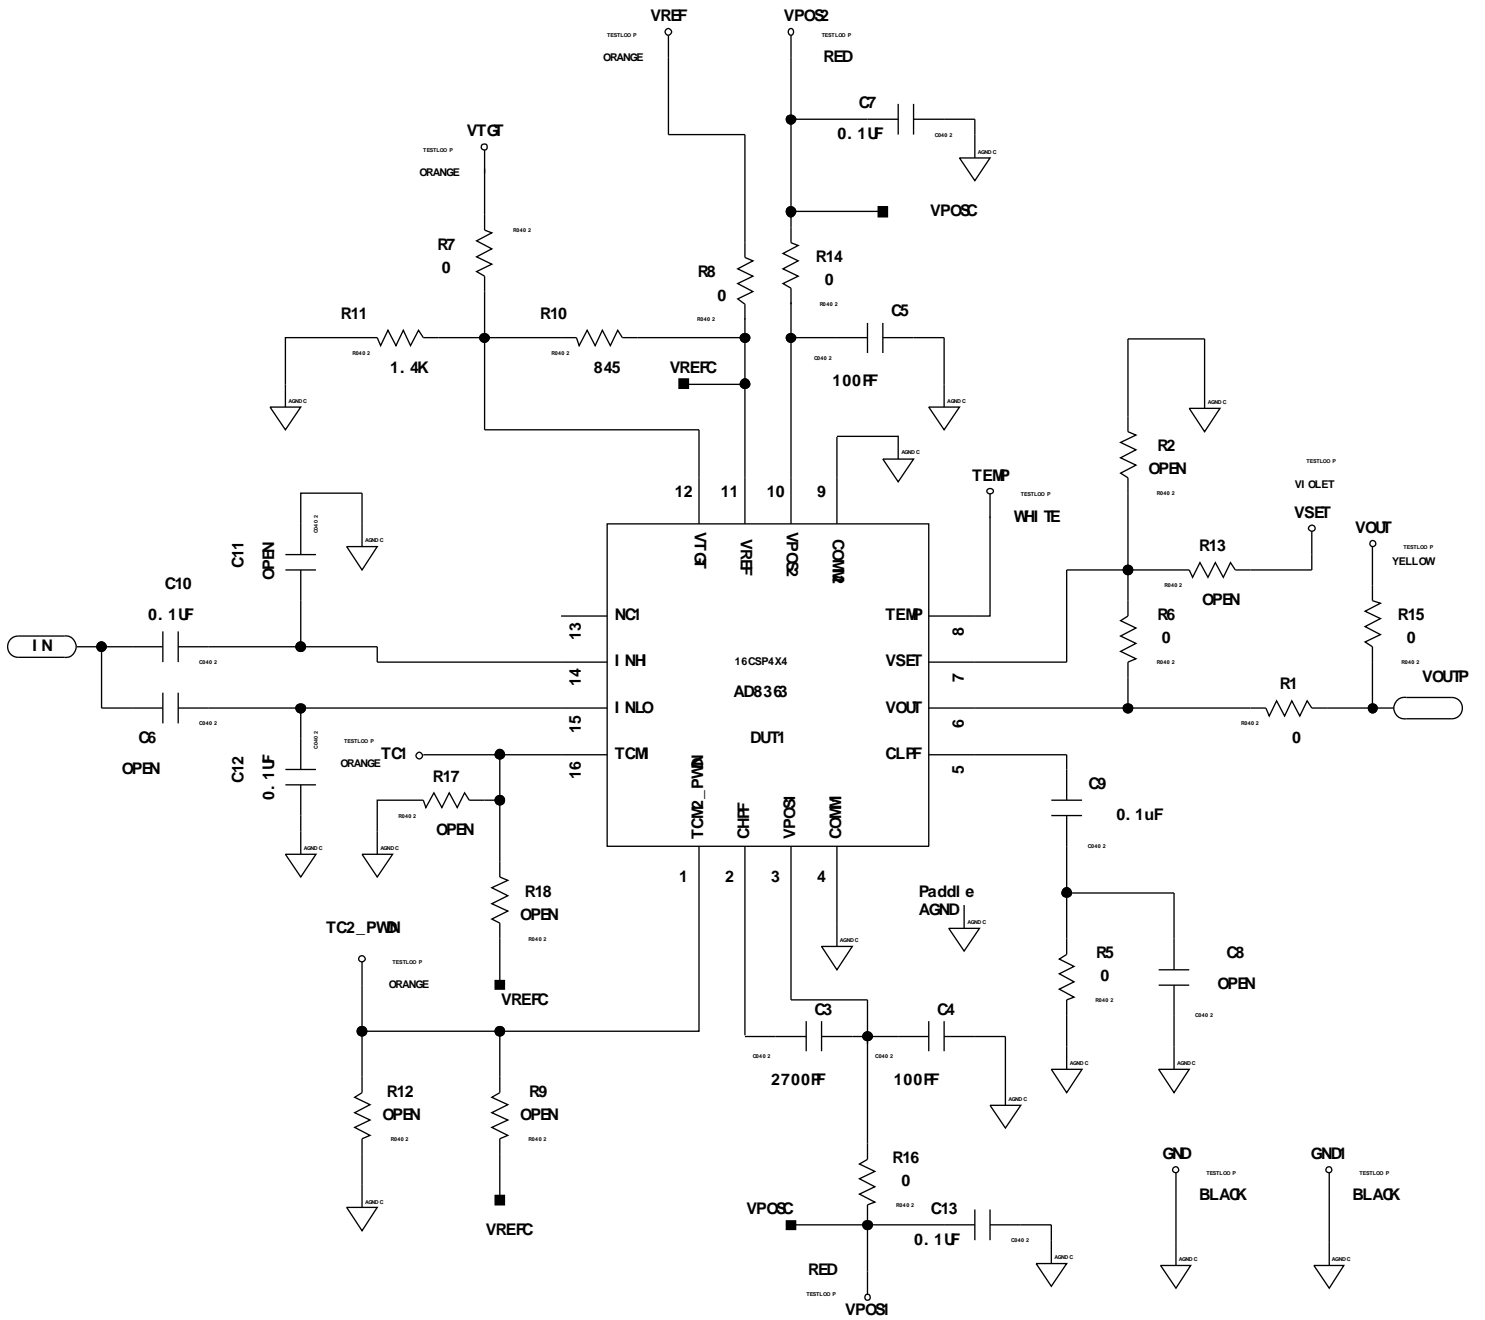 VREF
TESTLOOP
ORANGE
VPOS2
TESTLOOP
RED
C7
0.1UF
C0402
AGNDC
VPOSC
VTGT
TESTLOOP
ORANGE
R7
0
R0402
R8
0
R0402
R14
0
R0402
C5
C0402
100PF
AGNDC
R11
R0402
1.4K
AGNDC
R10
R0402
845
VREFC
R2
OPEN
R0402
AGNDC
AGNDC
TEMP
TESTLOOP
WHITE
TESTLOOP
VIOLET
VSET
VOUT
TESTLOOP
YELLOW
R13
R0402
OPEN
R6
0
R0402
R15
0
R0402
VOUTP
R1
R0402
0
12
11
10
9
VTGT
VREF
VPOS2
COMM2
C11
OPEN
C0402
AGNDC
C10
0.1UF
C0402
IN
C6
OPEN
C0402
C12
0.1UF
C0402
AGNDC
13
14
15
16
NC1
INHI
INLO
TCM1
16CSP4X4
AD8363
DUT1
TEMP
VSET
VOUT
CLPF
8
7
6
5
TCM2_PWDN
CHPF
VPOS1
COMM1
1
2
3
4
TESTLOOP
ORANGE
TC1
R17
R0402
OPEN
AGNDC
R18
OPEN
R0402
VREFC
TC2_PWDN
TESTLOOP
ORANGE
R12
OPEN
R0402
AGNDC
R9
OPEN
R0402
VREFC
AGNDC
Paddle
AGND
AGNDC
C9
0.1uF
C0402
R5
0
R0402
AGNDC
C8
OPEN
C0402
AGNDC
C3
C0402
2700PF
C4
C0402
100PF
AGNDC
R16
0
R0402
VPOSC
C13
0.1UF
C0402
AGNDC
RED
TESTLOOP
VPOS1
GND
TESTLOOP
BLACK
AGNDC
GND1
TESTLOOP
BLACK
AGNDC